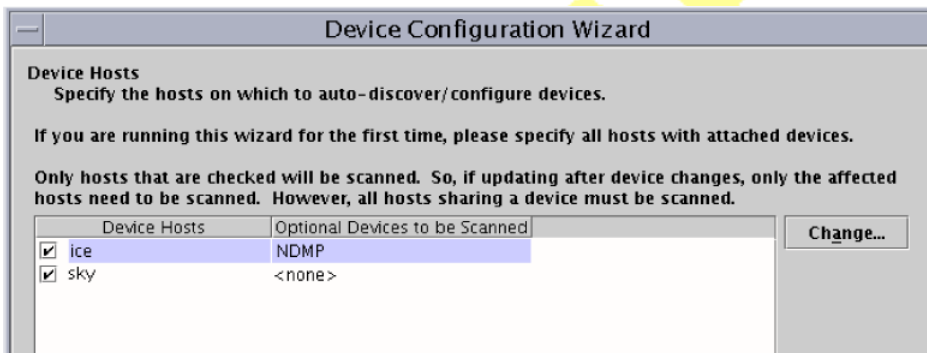 Device Configuration Wizard
Device Hosts
Specify the hosts on which to auto-discover/configure devices.
If you are running this wizard for the first time, please specify all hosts with attached devices.
Only hosts that are checked will be scanned. So, if updating after device changes, only the affected
hosts need to be scanned. However, all hosts sharing a device must be scanned.
Device Hosts Optional Devices to be Scanned
Change...
ice NDMP
sky <none>